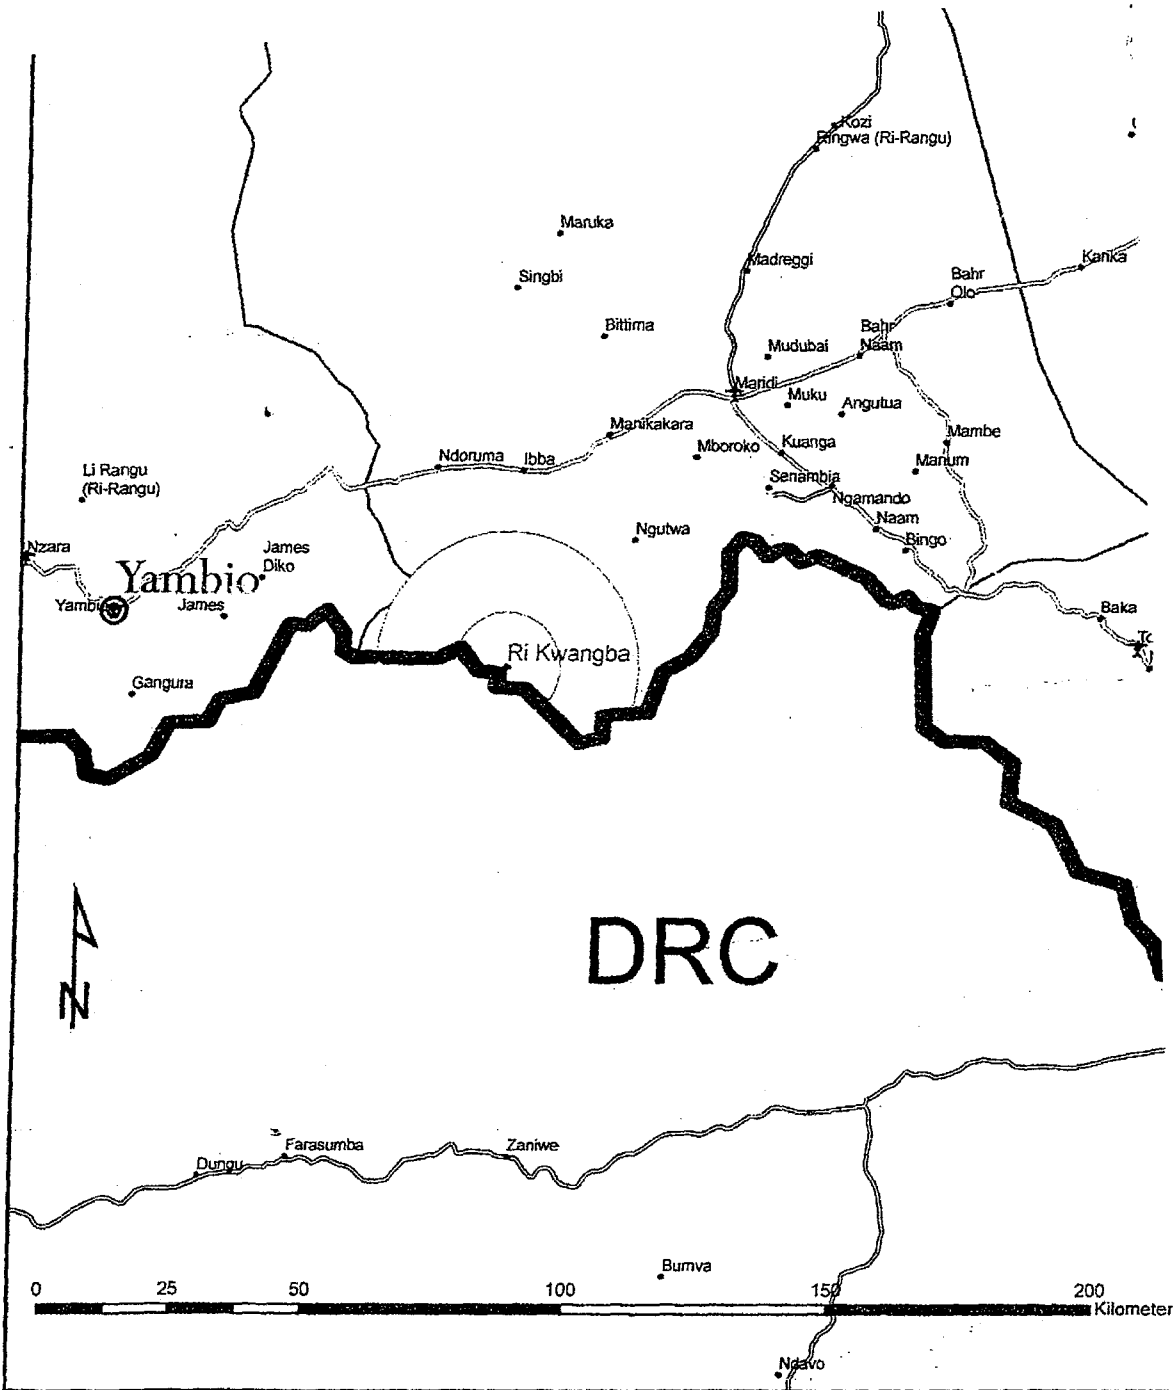 Kozi
Ringwa (Ri-Rangu)
Maruka
Madreggi
Kanka
Singbi
Bahr
Olo
Bittima
Bahr
Naam
Mudubai
Maridi
Muku
Angutua
Manikakara
Mambe
Mboroko
Kuanga
Ndoruma
Ibba
Manum
Li Rangu
(Ri-Rangu)
Senambia
Ngamando
Naam
Ngutwa
Bingo
Nzara
James
Diko
Yambio
James
Baka
Ri Kwangba
Gangura
DRC
N
Farasumba
Zaniwe
Dungu
Bumva
0 25 50 100 150 200
Kilometer
Ndavo